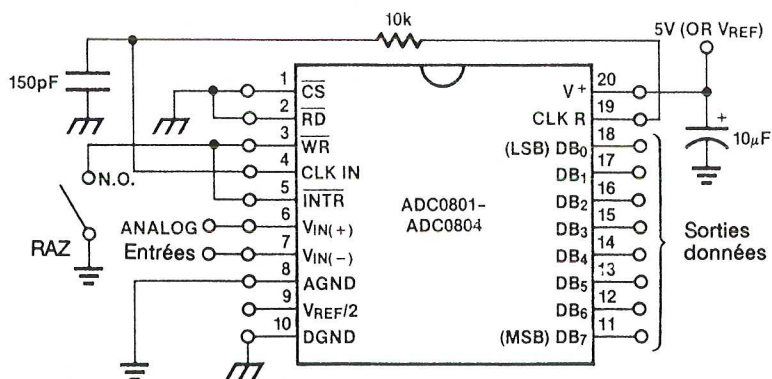 10k
5V (OR VREF)
150pF
1
CS
2
RD
3
WR
4
CLK IN
5
INTR
6
VIN(+)
7
VIN(−)
8
AGND
9
VREF/2
10
DGND
N.O.
RAZ
ANALOG
Entrées
ADC0801-
ADC0804
20
V+
19
CLK R
18
(LSB) DB0
17
DB1
16
DB2
15
DB3
14
DB4
13
DB5
12
DB6
11
(MSB) DB7
+
10µF
Sorties
données